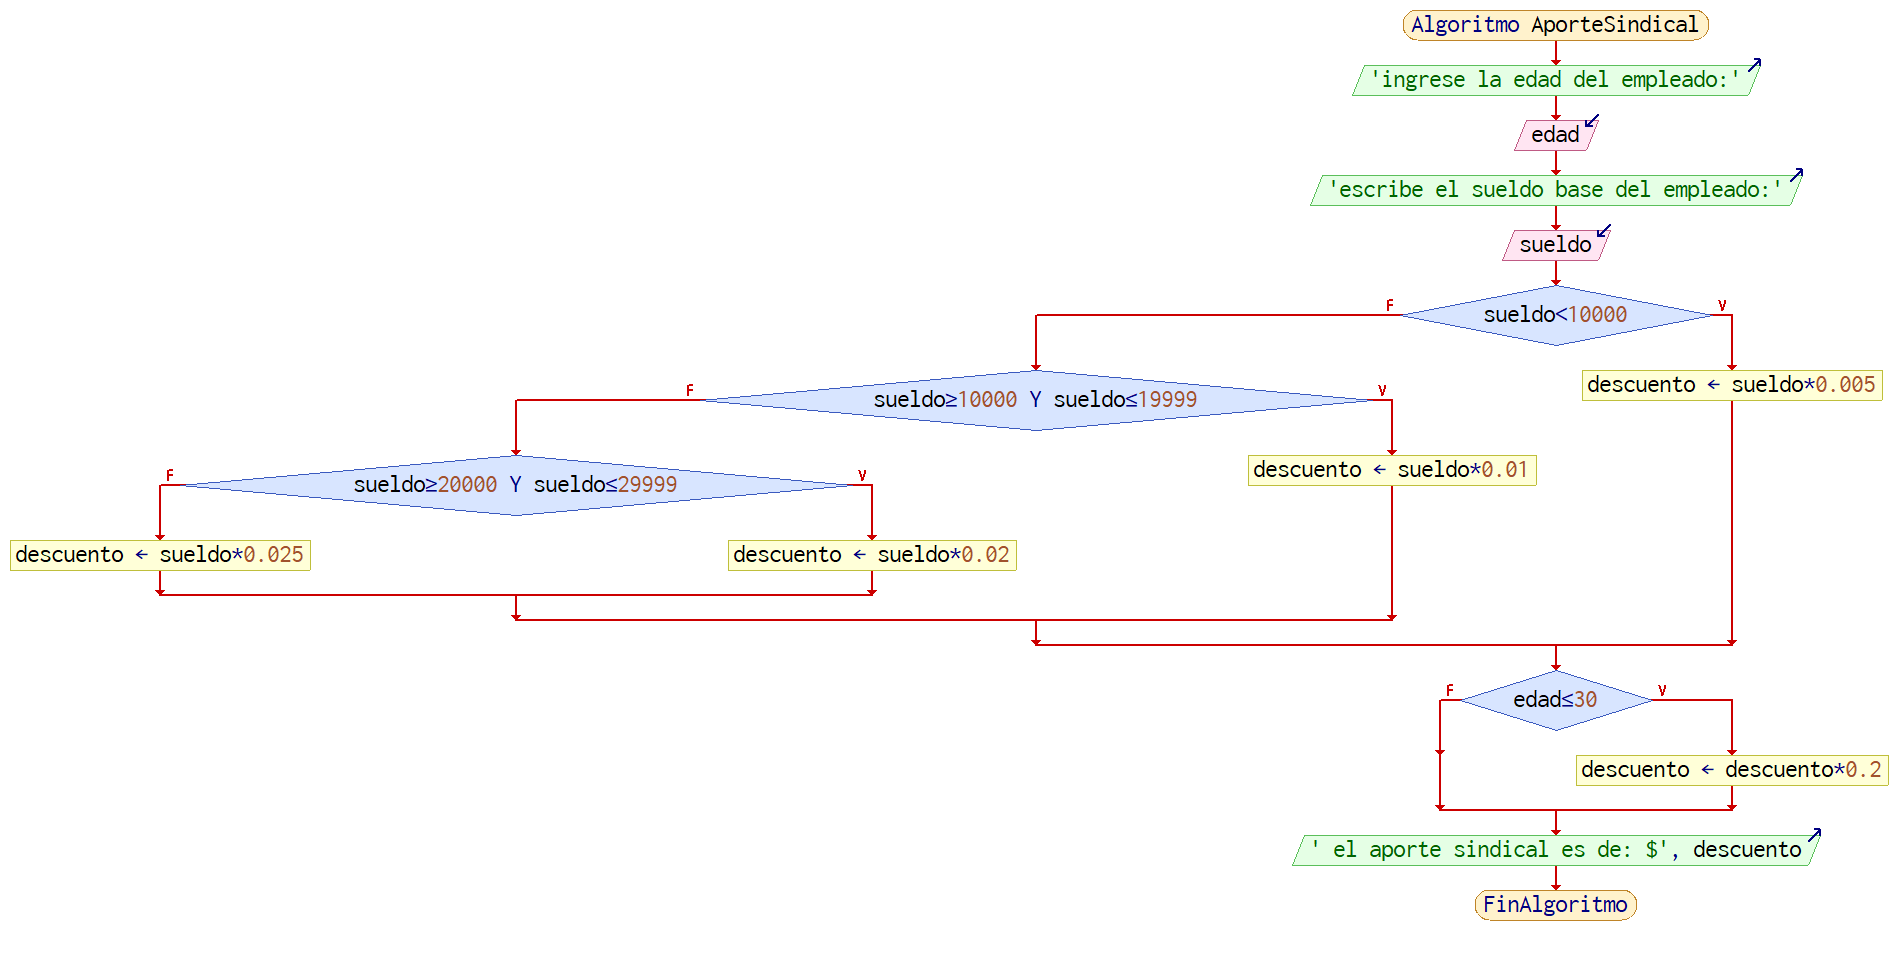 Algoritmo AporteSindical
'ingrese la edad del empleado:'
edad
'escribe el sueldo base del empleado:'
sueldo
sueldo<10000
F
V
sueldo≥10000 Y sueldo≤19999
F
V
descuento ← sueldo*0.005
sueldo≥20000 Y sueldo≤29999
F
V
descuento ← sueldo*0.01
descuento ← sueldo*0.025
descuento ← sueldo*0.02
edad≤30
F
V
descuento ← descuento*0.2
' el aporte sindical es de: $', descuento
FinAlgoritmo